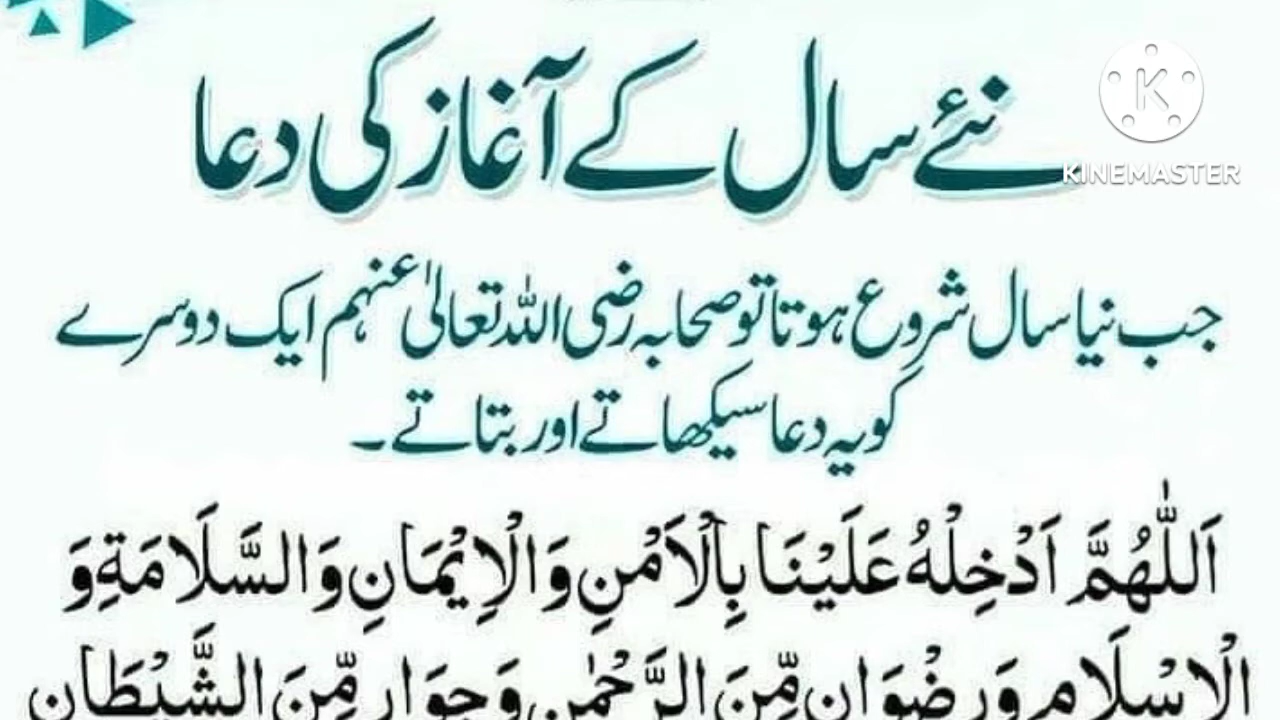 نئے سال کے آغاز کی دعا
K
KINEMASTER
جب نیا سال شروع ہوتا تو صحابہ رضی اللہ تعالیٰ عنہم ایک دوسرے
کو یہ دعا سیکھاتے اور بتاتے ۔
اَللّٰهُمَّ اَدْخِلْهُ عَلَيْنَا بِالْاَمْنِ وَالْاِيْمَانِ وَالسَّلَامَةِ وَ
الْاِسْلَامِ وَرِضْوَانٍ مِّنَ الرَّحْمٰنِ وَجِوَارٍ مِّنَ الشَّيْطَانِ